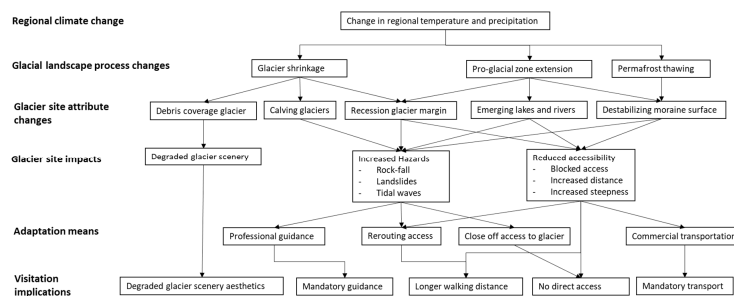 Regional climate change
Change in regional temperature and precipitation
Glacial landscape process changes
Glacier shrinkage
Pro-glacial zone extension
Permafrost thawing
Glacier site attribute
changes
Debris coverage glacier
Calving glaciers
Recession glacier margin
Emerging lakes and rivers
Destabilizing moraine surface
Glacier site impacts
Degraded glacier scenery
Increased Hazards
- Rock-fall
- Landslides
- Tidal waves
Reduced accessibility
- Blocked access
- Increased distance
- Increased steepness
Adaptation means
Professional guidance
Rerouting access
Close off access to glacier
Commercial transportation
Visitation
implications
Degraded glacier scenery aesthetics
Mandatory guidance
Longer walking distance
No direct access
Mandatory transport